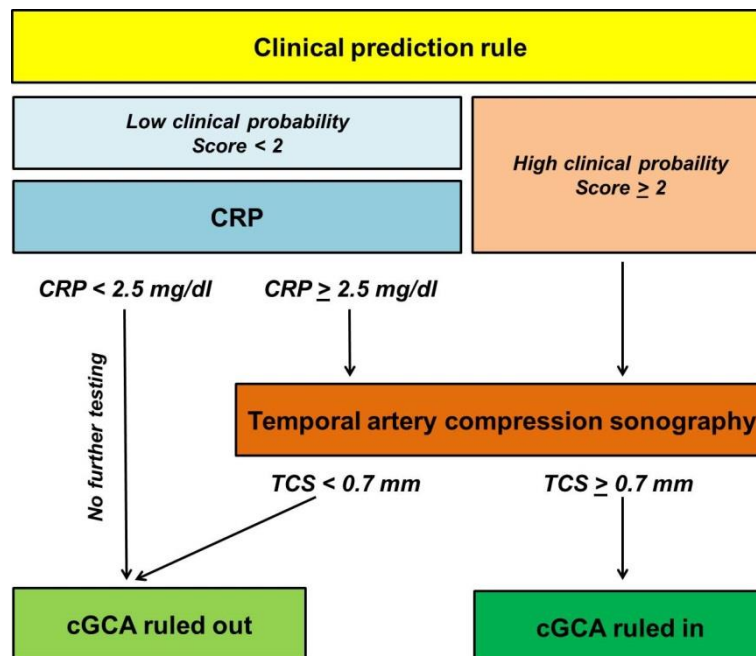 Clinical prediction rule
Low clinical probability
Score < 2
High clinical probaility
Score ≥ 2
CRP
CRP < 2.5 mg/dl
CRP ≥ 2.5 mg/dl
No further testing
Temporal artery compression sonography
TCS < 0.7 mm
TCS ≥ 0.7 mm
cGCA ruled out
cGCA ruled in